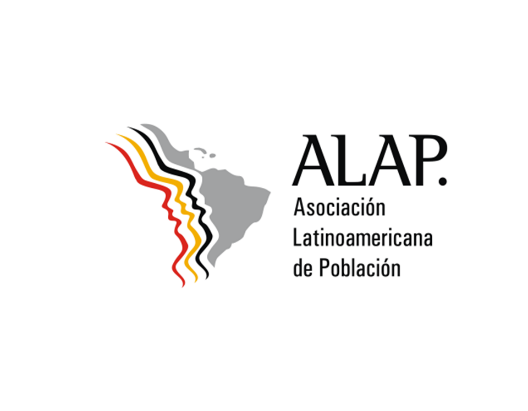 ALAP.
Asociación
Latinoamericana
de Población